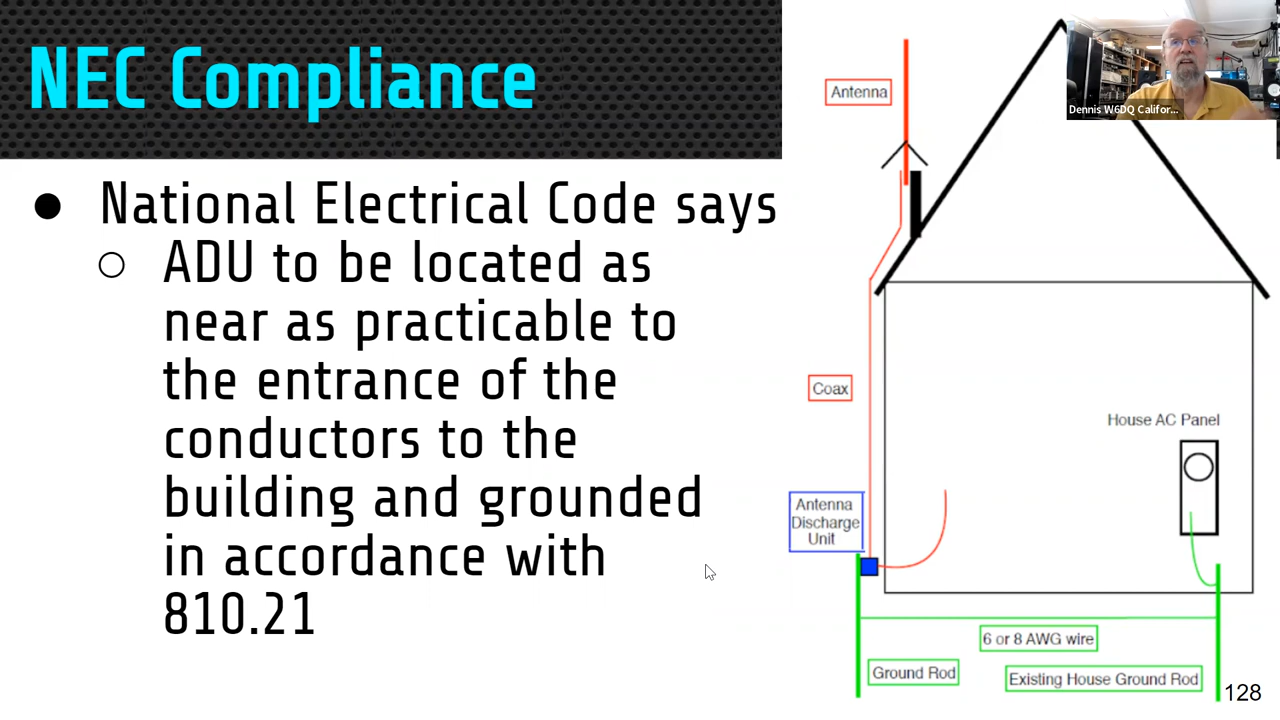 NEC Compliance
National Electrical Code says
ADU to be located as
near as practicable to
the entrance of the
conductors to the
building and grounded
in accordance with
810.21
Dennis W6DQ Califor...
Antenna
Coax
House AC Panel
Antenna
Discharge
Unit
6 or 8 AWG wire
Ground Rod
Existing House Ground Rod
128